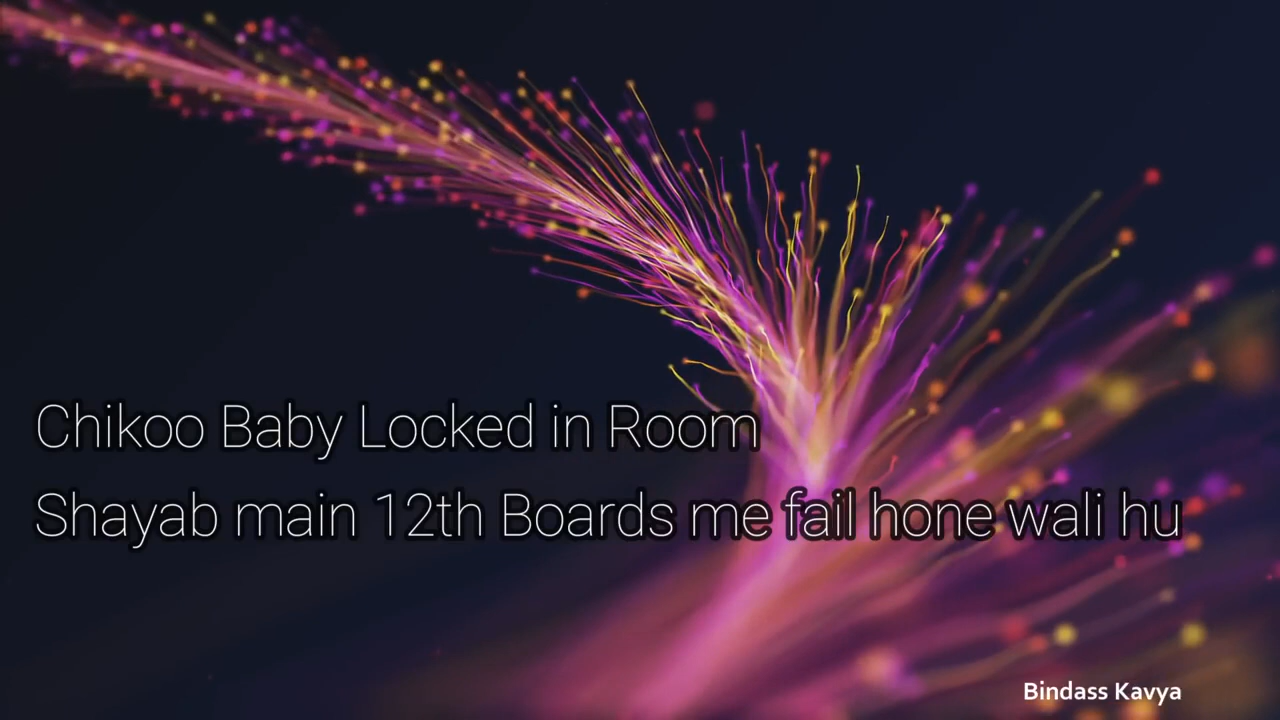 Chikoo Baby Locked in Room
Shayab main 12th Boards me fail hone wali hu
Bindass Kavya